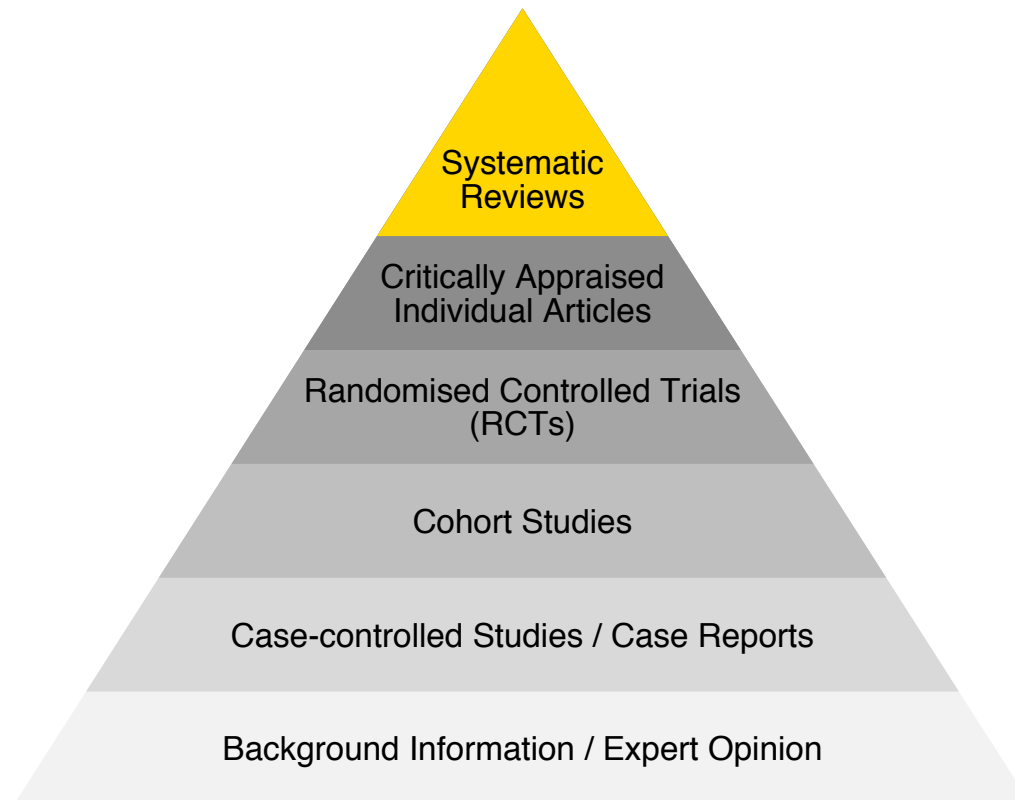 Systematic
Reviews
Critically Appraised
Individual Articles
Randomised Controlled Trials
(RCTs)
Cohort Studies
Case-controlled Studies / Case Reports
Background Information / Expert Opinion